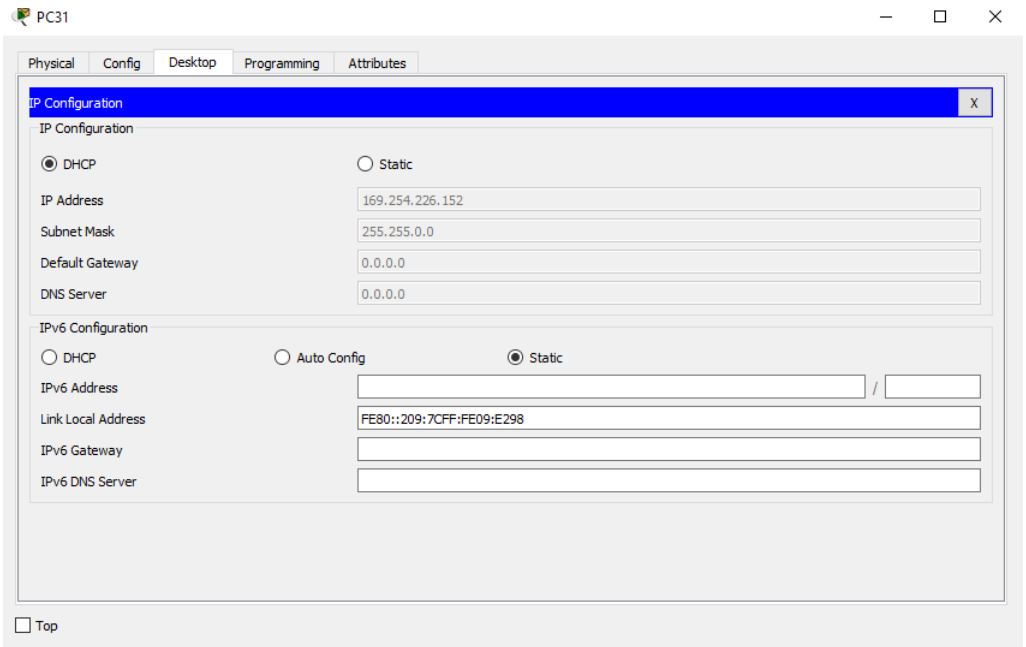 PC31
Physical Config Desktop Programming Attributes
IP Configuration X
IP Configuration
DHCP Static
IP Address 169.254.226.152
Subnet Mask 255.255.0.0
Default Gateway 0.0.0.0
DNS Server 0.0.0.0
IPv6 Configuration
DHCP Auto Config Static
IPv6 Address /
Link Local Address FE80::209:7CFF:FE09:E298
IPv6 Gateway
IPv6 DNS Server
Top